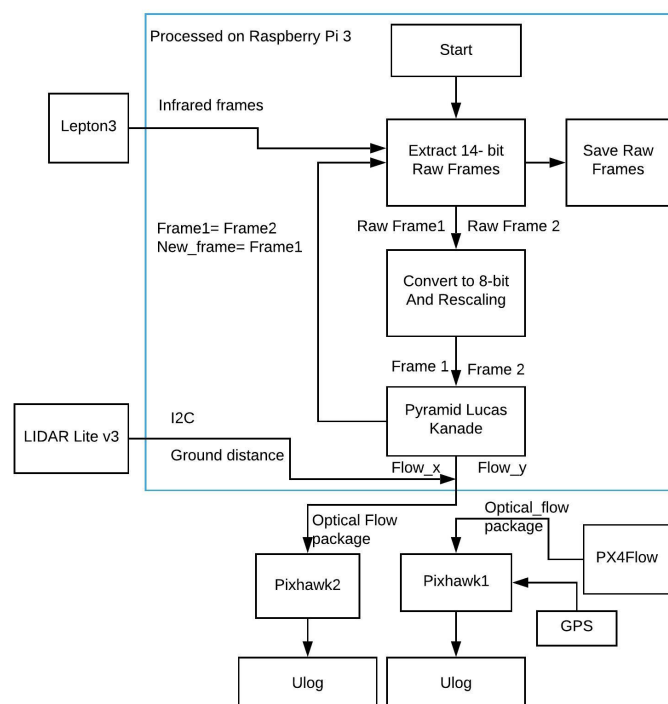 Processed on Raspberry Pi 3
Start
Lepton3
Infrared frames
Extract 14- bit
Raw Frames
Save Raw
Frames
Frame1= Frame2
New_frame= Frame1
Raw Frame1
Raw Frame 2
Convert to 8-bit
And Rescaling
Frame 1
Frame 2
Pyramid Lucas
Kanade
LIDAR Lite v3
I2C
Ground distance
Flow_x
Flow_y
Optical Flow
package
Optical_flow
package
PX4Flow
Pixhawk2
Pixhawk1
GPS
Ulog
Ulog